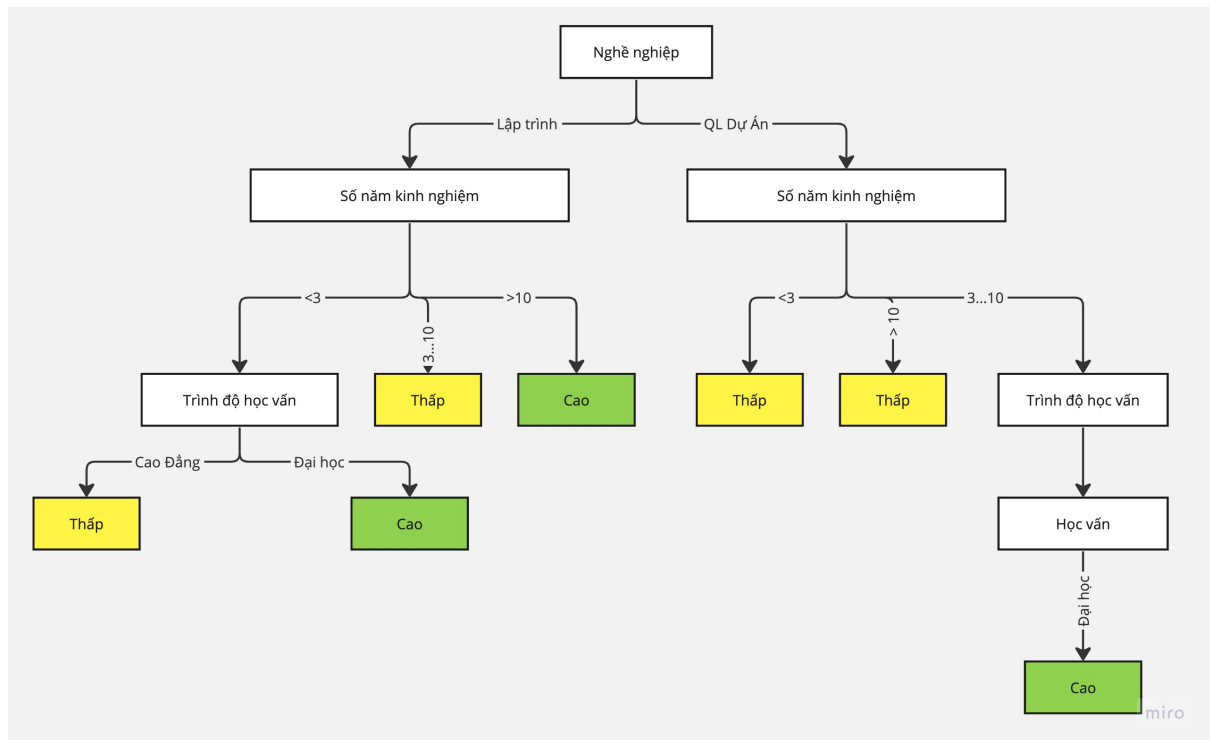 Nghề nghiệp
Lập trình
QL Dự Án
Số năm kinh nghiệm
Số năm kinh nghiệm
<3
3...10
>10
<3
> 10
3...10
Trình độ học vấn
Thấp
Cao
Thấp
Thấp
Trình độ học vấn
Cao Đẳng
Đại học
Thấp
Cao
Học vấn
Đại học
Cao
miro